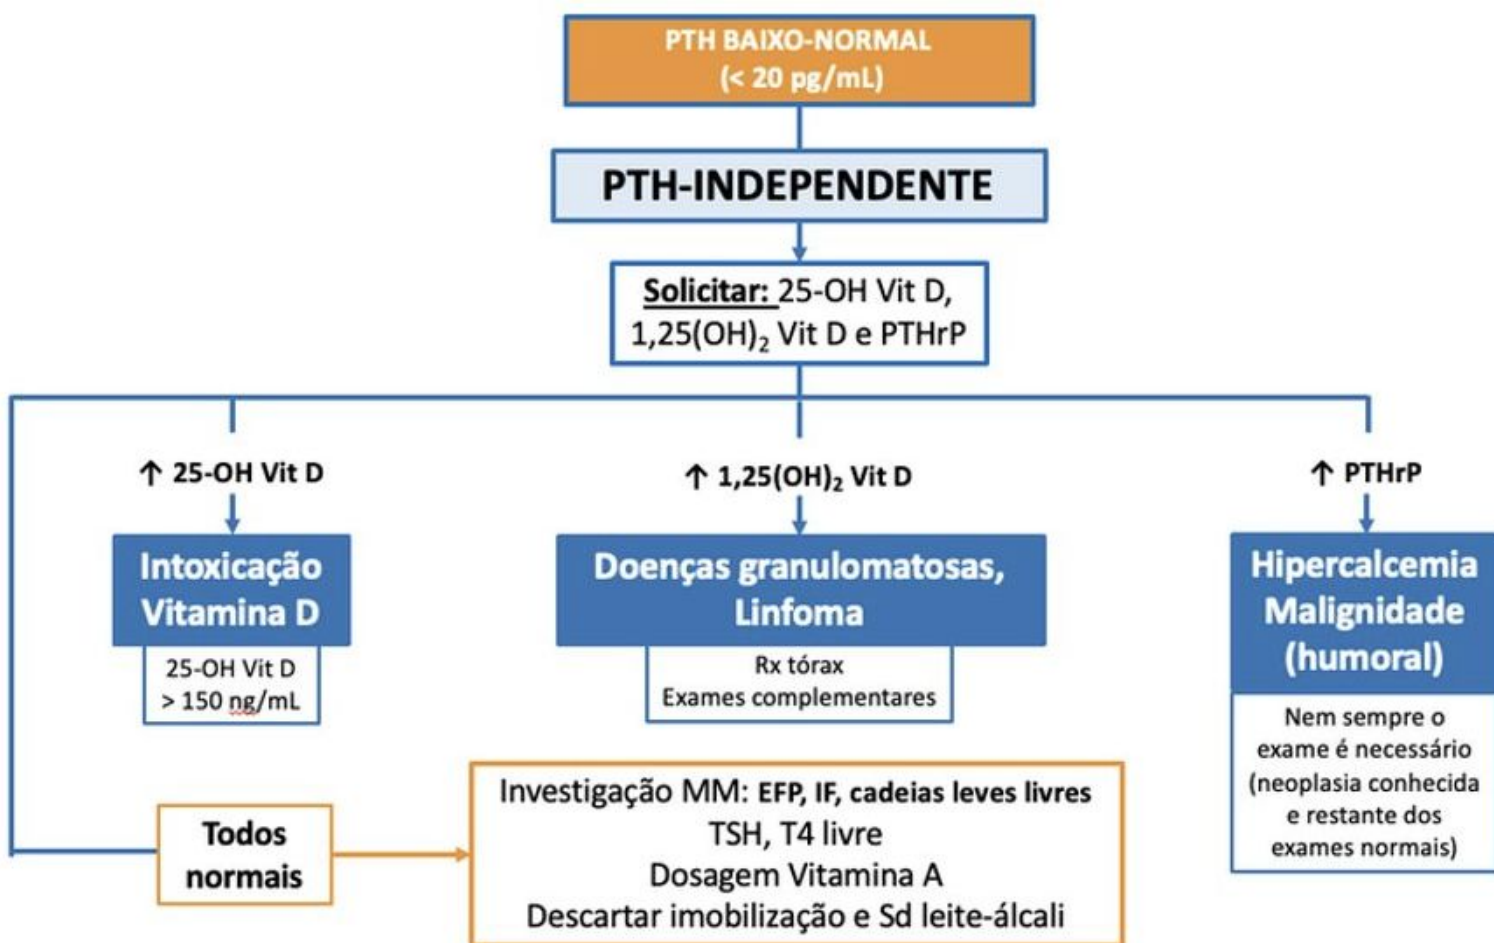 PTH BAIXO-NORMAL
(< 20 pg/mL)
PTH-INDEPENDENTE
Solicitar: 25-OH Vit D,
1,25(OH)₂ Vit D e PTHrP
↑ 25-OH Vit D
↑ 1,25(OH)₂ Vit D
↑ PTHrP
Intoxicação
Vitamina D
25-OH Vit D
> 150 ng/mL
Doenças granulomatosas,
Linfoma
Rx tórax
Exames complementares
Hipercalcemia
Malignidade
(humoral)
Nem sempre o
exame é necessário
(neoplasia conhecida
e restante dos
exames normais)
Todos
normais
Investigação MM: EFP, IF, cadeias leves livres
TSH, T4 livre
Dosagem Vitamina A
Descartar imobilização e Sd leite-álcali